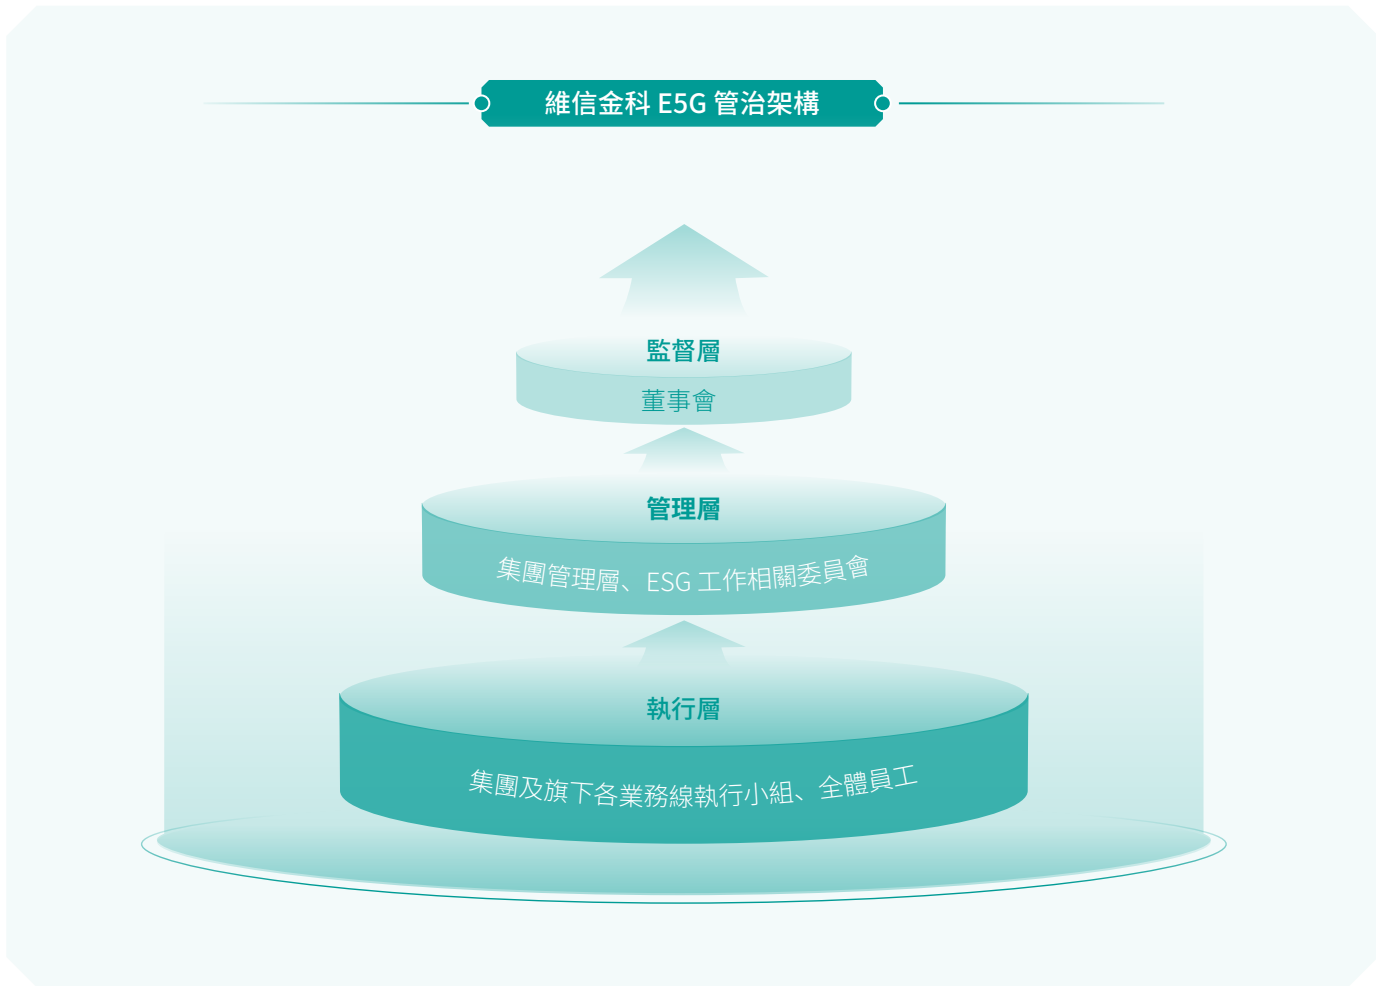 維信金科 E5G 管治架構
監督層
董事會
管理層
集團管理層、ESG 工作相關委員會
執行層
集團及旗下各業務線執行小組、全體員工